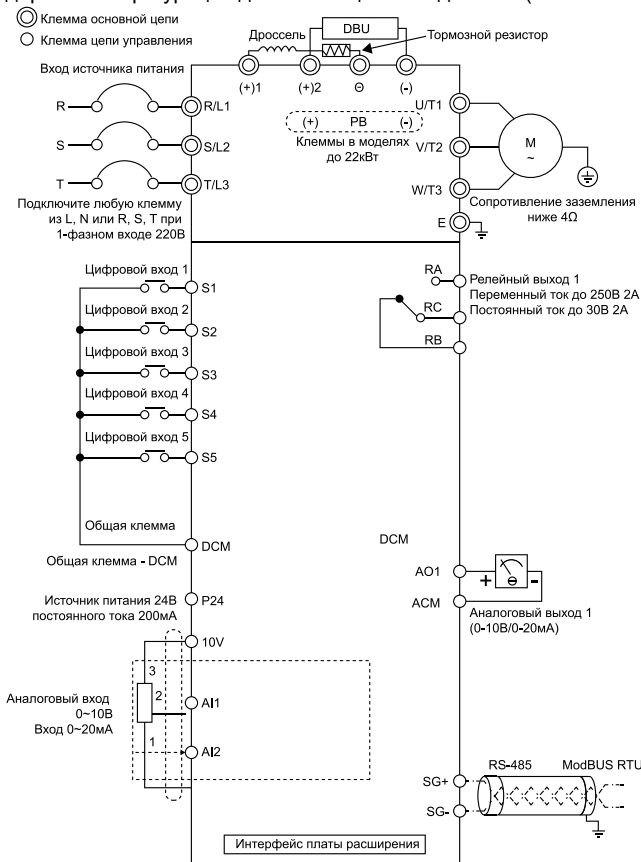 Клемма основной цепи
Клемма цепи управления
Дроссель
DBU
Тормозной резистор
Вход источника питания
(+)1
(+)2
Θ
(-)
R
R/L1
U/T1
(+) PB (-)
Клеммы в моделях
до 22кВт
S
S/L2
V/T2
M
~
T
T/L3
W/T3
Подключите любую клемму
из L, N или R, S, T при
1-фазном входе 220В
Сопротивление заземления
ниже 4Ω
E
Цифровой вход 1
S1
Цифровой вход 2
S2
Цифровой вход 3
S3
Цифровой вход 4
S4
Цифровой вход 5
S5
RA
Релейный выход 1
Переменный ток до 250В 2А
Постоянный ток до 30В 2А
RC
RB
Общая клемма
DCM
Общая клемма - DCM
DCM
AO1
+
Θ
-
ACM
Аналоговый выход 1
(0-10В/0-20мА)
Источник питания 24В
постоянного тока 200мА
P24
10V
3
2
1
Аналоговый вход
0~10В
Вход 0~20мА
AI1
AI2
RS-485
ModBUS RTU
SG+
SG-
Интерфейс платы расширения